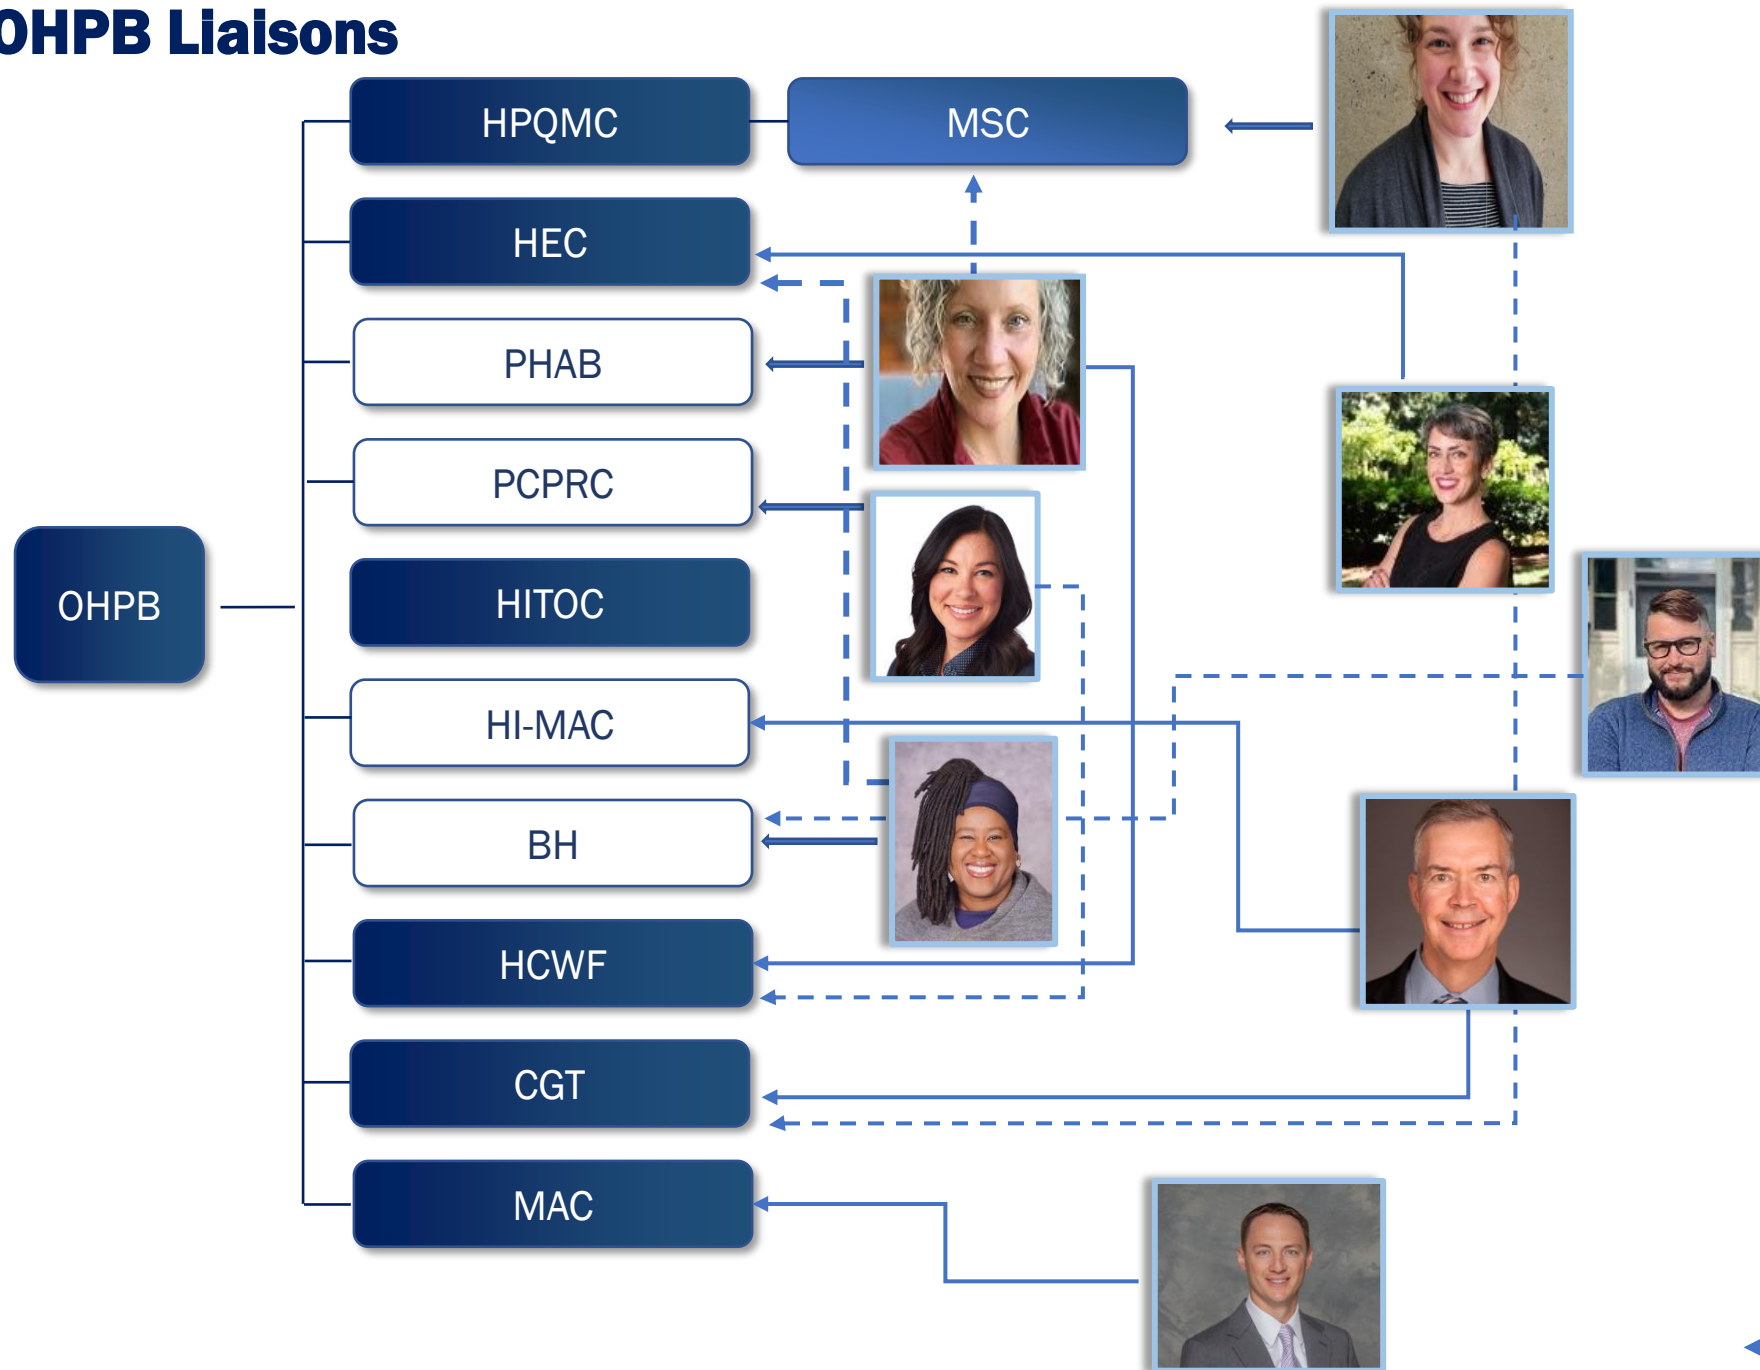 OHPB Liaisons
HPQMC
MSC
HEC
PHAB
PCPRC
HITOC
OHPB
HI-MAC
BH
HCWF
CGT
MAC